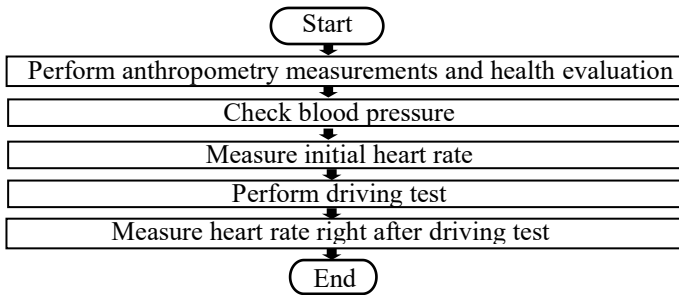 Start
Perform anthropometry measurements and health evaluation
Check blood pressure
Measure initial heart rate
Perform driving test
Measure heart rate right after driving test
End